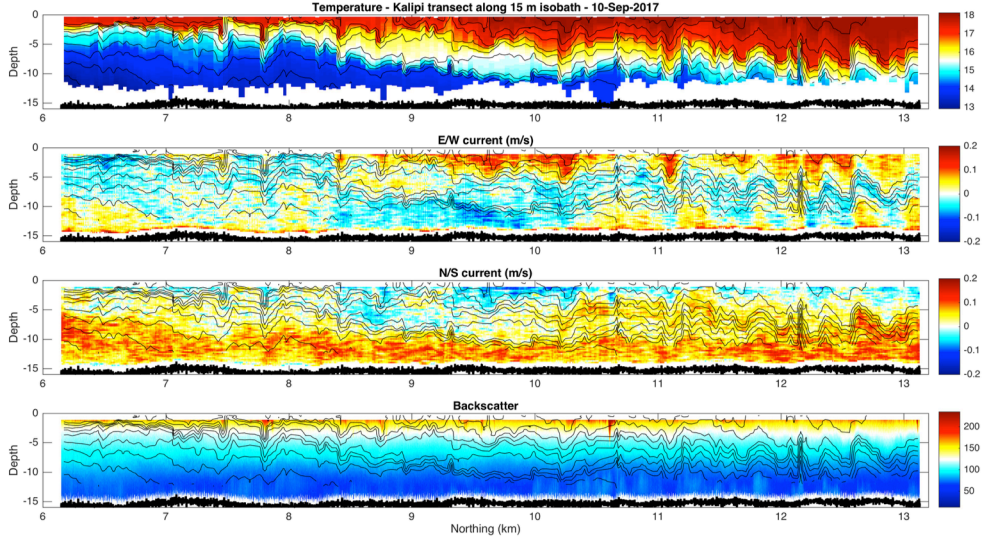 Temperature - Kalipi transect along 15 m isobath - 10-Sep-2017
Depth
0
-5
-10
-15
6 7 8 9 10 11 12 13
18
17
16
15
14
13
E/W current (m/s)
Depth
0
-5
-10
-15
6 7 8 9 10 11 12 13
0.2
0.1
0
-0.1
-0.2
N/S current (m/s)
Depth
0
-5
-10
-15
6 7 8 9 10 11 12 13
0.2
0.1
0
-0.1
-0.2
Backscatter
Depth
0
-5
-10
-15
6 7 8 9 10 11 12 13
200
150
100
50
Northing (km)